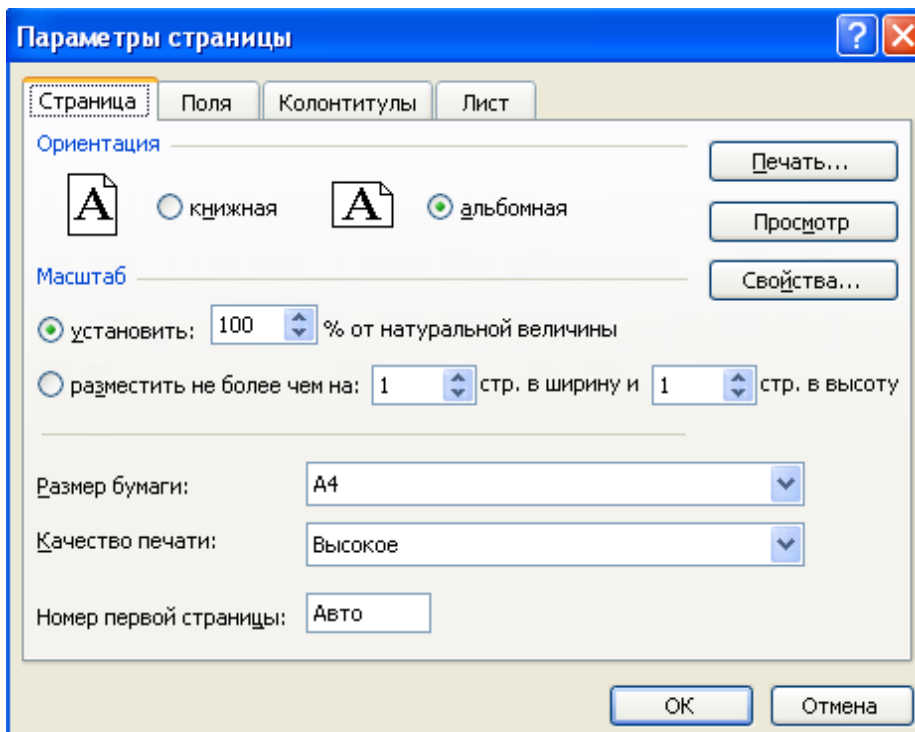 Параметры страницы
Страница Поля Колонтитулы Лист
Ориентация
Печать...
A книжная A альбомная
Просмотр
Масштаб
Свойства...
установить: 100 % от натуральной величины
разместить не более чем на: 1 стр. в ширину и 1 стр. в высоту
Размер бумаги: A4
Качество печати: Высокое
Номер первой страницы: Авто
ОК Отмена